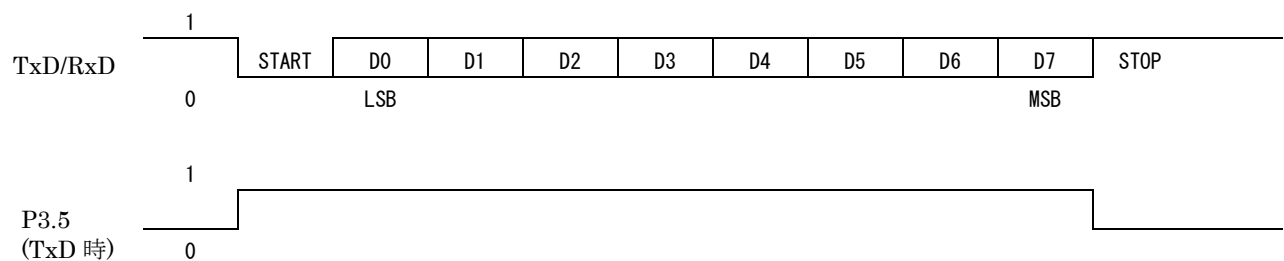 1
TxD/RxD START D0 D1 D2 D3 D4 D5 D6 D7 STOP
0 LSB MSB
1
P3.5
(TxD 時) 0